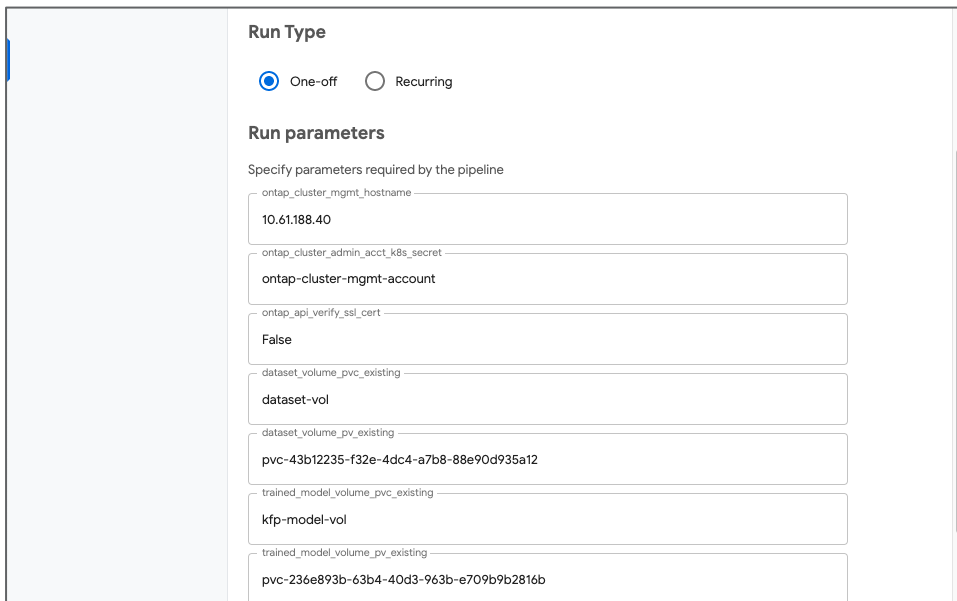 Run Type
One-off
Recurring
Run parameters
Specify parameters required by the pipeline
ontap_cluster_mgmt_hostname
10.61.188.40
ontap_cluster_admin_acct_k8s_secret
ontap-cluster-mgmt-account
ontap_api_verify_ssl_cert
False
dataset_volume_pvc_existing
dataset-vol
dataset_volume_pv_existing
pvc-43b12235-f32e-4dc4-a7b8-88e90d935a12
trained_model_volume_pvc_existing
kfp-model-vol
trained_model_volume_pv_existing
pvc-236e893b-63b4-40d3-963b-e709b9b2816b